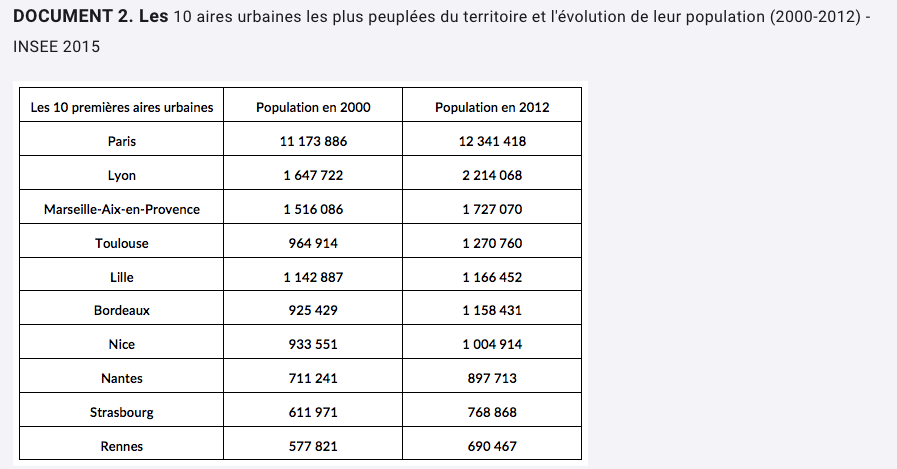 DOCUMENT 2. Les 10 aires urbaines les plus peuplées du territoire et l'évolution de leur population (2000-2012) -
INSEE 2015
Les 10 premières aires urbaines Population en 2000 Population en 2012
Paris 11 173 886 12 341 418
Lyon 1 647 722 2 214 068
Marseille-Aix-en-Provence 1 516 086 1 727 070
Toulouse 964 914 1 270 760
Lille 1 142 887 1 166 452
Bordeaux 925 429 1 158 431
Nice 933 551 1 004 914
Nantes 711 241 897 713
Strasbourg 611 971 768 868
Rennes 577 821 690 467